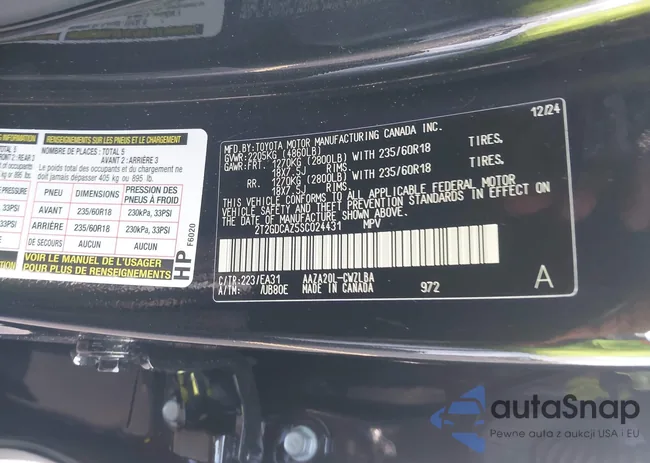 G INFORMATION
RENSEIGNEMENTS SUR LES PNEUS ET LE CHARGEMENT
NOMBRE DE PLACES : TOTAL 5
AVANT 2 : ARRIÈRE 3
Le poids total des occupants et du chargement ne
doit jamais dépasser 405 kg ou 895 lb.
PNEU DIMENSIONS PRESSION DES PNEUS À FROID
AVANT 235/60R18 230kPa, 33PSI
ARRIÈRE 235/60R18 230kPa, 33PSI
DE SECOURS AUCUN AUCUN
VOIR LE MANUEL DE L'USAGER
POUR PLUS DE RENSEIGNEMENTS
HP F6020
12/24
MFD.BY:TOYOTA MOTOR MANUFACTURING CANADA INC.
GVWR:2205KG (4860LB)
GAWR:FRT. 1270KG (2800LB) WITH 235/60R18 TIRES.
18X7.5J RIMS.
RR. 1270KG (2800LB) WITH 235/60R18 TIRES.
18X7.5J RIMS.
THIS VEHICLE CONFORMS TO ALL APPLICABLE FEDERAL MOTOR
VEHICLE SAFETY AND THEFT PREVENTION STANDARDS IN EFFECT ON
THE DATE OF MANUFACTURE SHOWN ABOVE.
2T2GDCAZ5SC024431 MPV
C/TR:223/EA31 AAZA20L-CWZLBA
A/TM: /UB80E MADE IN CANADA 972
A
autaSnap
Pewne auta z aukcji USA i EU